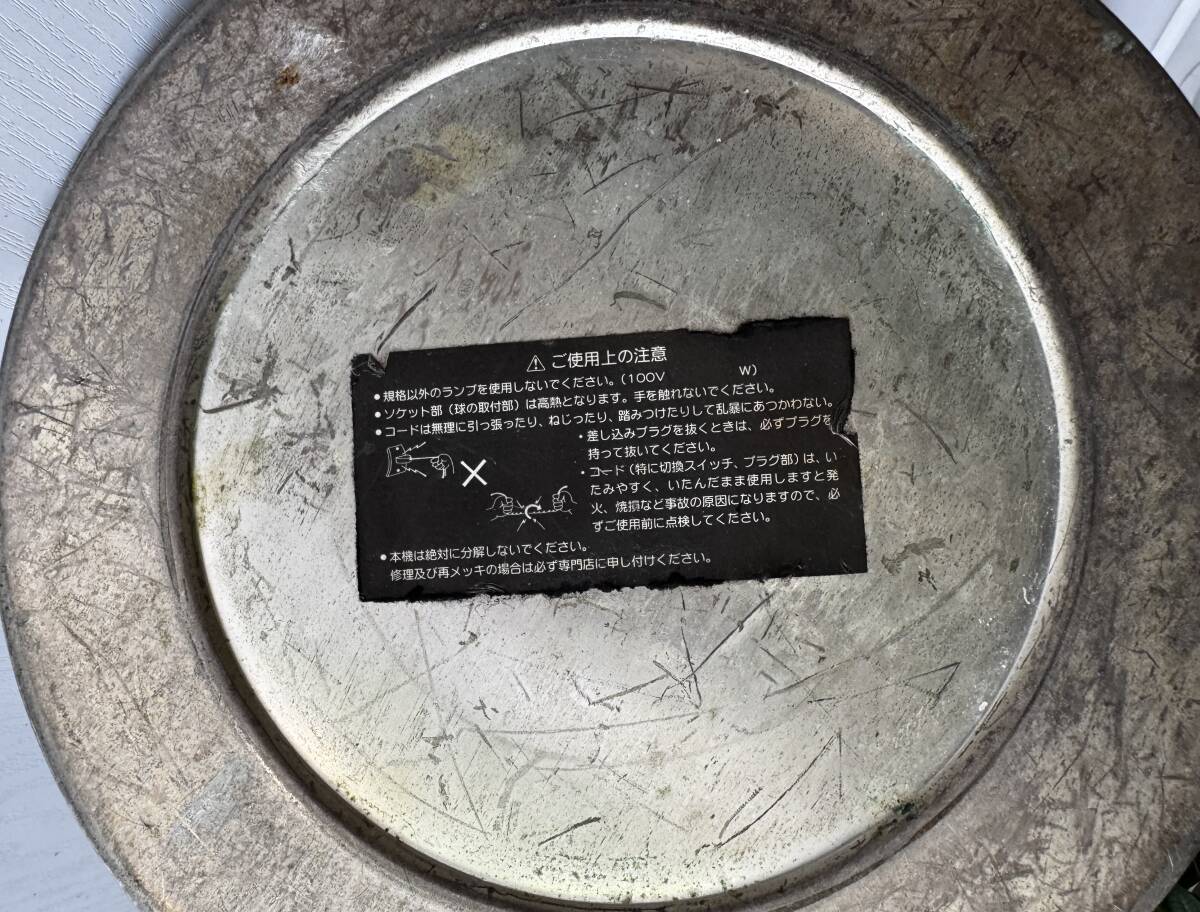 ⚠ ご使用上の注意
●規格以外のランプを使用しないでください。(100V W)
●ソケット部(球の取付部)は高熱となります。手を触れないでください。
●コードは無理に引っ張ったり、ねじったり、踏みつけたりして乱暴にあつかわない。
・差し込みプラグを抜くときは、必ずプラグを
持って抜いてください。
・コード(特に切換スイッチ、プラグ部)は、い
たみやすく、いたんだまま使用しますと発
火、焼損など事故の原因になりますので、必
ずご使用前に点検してください。
●本機は絶対に分解しないでください。
修理及び再メッキの場合は必ず専門店に申し付けください。